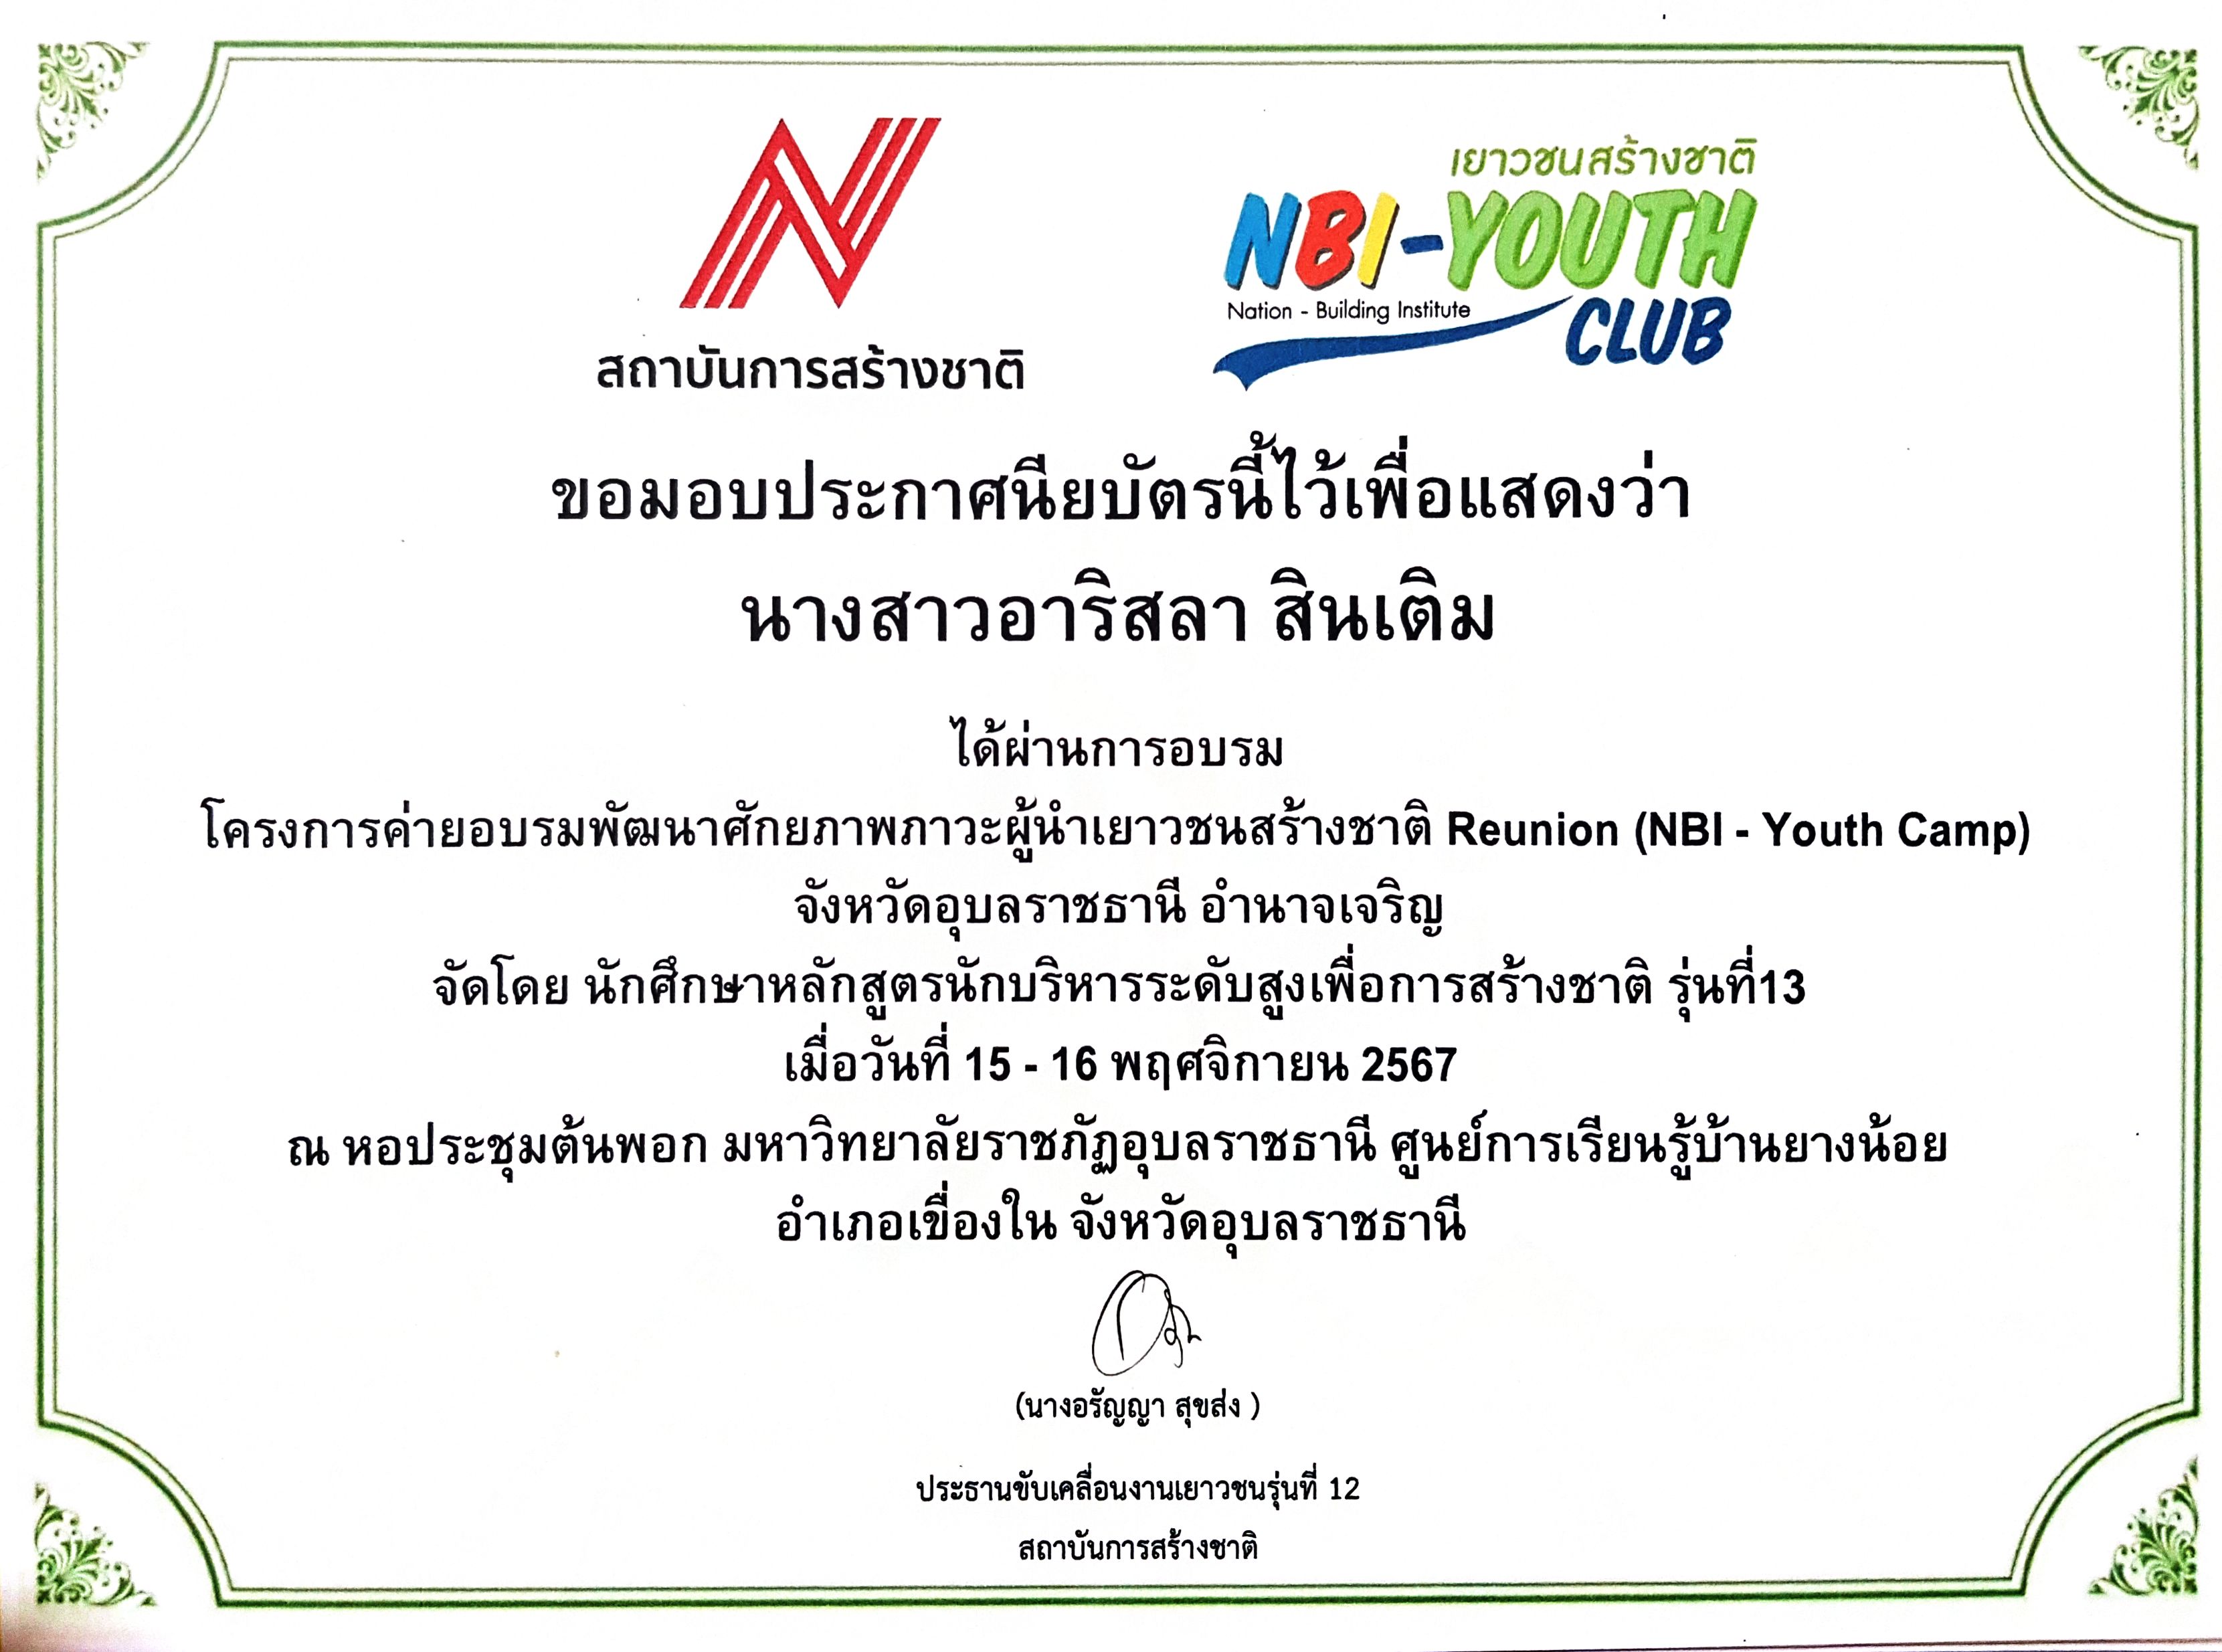 สถาบันการสร้างชาติ
เยาวชนสร้างชาติ
NBI-YOUTH
Nation - Building Institute
CLUB
ขอมอบประกาศนียบัตรนี้ไว้เพื่อแสดงว่า
นางสาวอาริสลา สินเติม
ได้ผ่านการอบรม
โครงการค่ายอบรมพัฒนาศักยภาพภาวะผู้นำเยาวชนสร้างชาติ Reunion (NBI - Youth Camp)
จังหวัดอุบลราชธานี อำนาจเจริญ
จัดโดย นักศึกษาหลักสูตรนักบริหารระดับสูงเพื่อการสร้างชาติ รุ่นที่13
เมื่อวันที่ 15 - 16 พฤศจิกายน 2567
ณ หอประชุมต้นพอก มหาวิทยาลัยราชภัฏอุบลราชธานี ศูนย์การเรียนรู้บ้านยางน้อย
อำเภอเขื่องใน จังหวัดอุบลราชธานี
(นางอรัญญา สุขส่ง )
ประธานขับเคลื่อนงานเยาวชนรุ่นที่ 12
สถาบันการสร้างชาติ